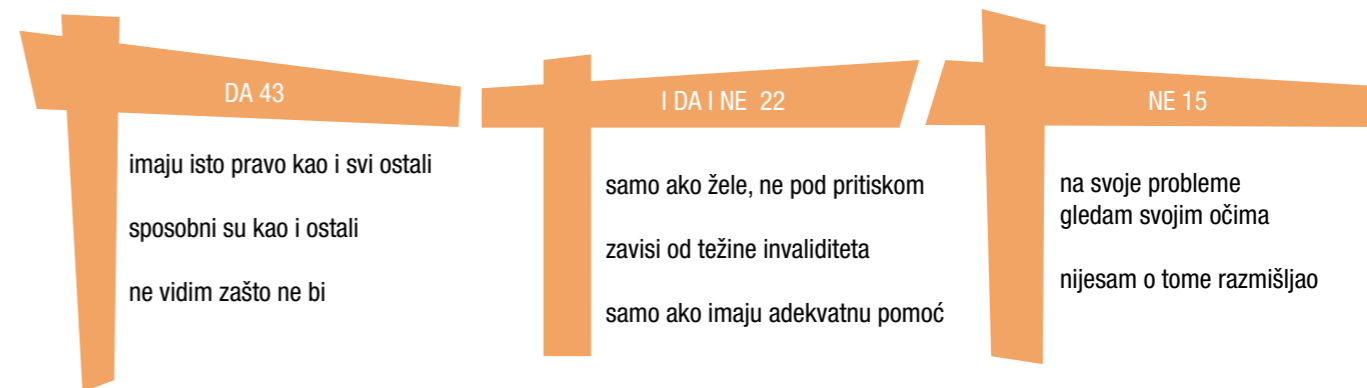 DA 43
imaju isto pravo kao i svi ostali
sposobni su kao i ostali
ne vidim zašto ne bi
I DA I NE 22
samo ako žele, ne pod pritiskom
zavisi od težine invaliditeta
samo ako imaju adekvatnu pomoć
NE 15
na svoje probleme
gledam svojim očima
nijesam o tome razmišljao